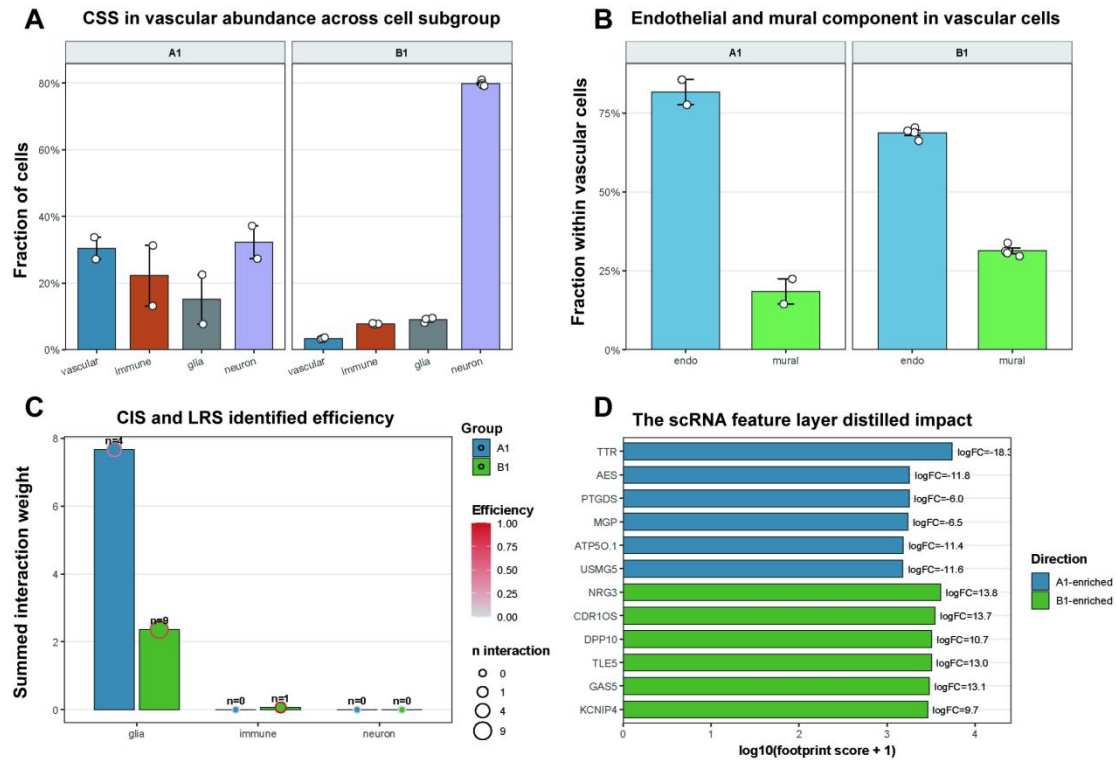 A CSS in vascular abundance across cell subgroup
A1 B1
Fraction of cells
80%
60%
40%
20%
0%
vascular immune glia neuron vascular immune glia neuron
B Endothelial and mural component in vascular cells
A1 B1
Fraction within vascular cells
75%
50%
25%
0%
endo mural endo mural
C CIS and LRS identified efficiency
Summed interaction weight
8
6
4
2
0
n=4
n=9
n=0 n=1 n=0 n=0
glia immune neuron
Group
A1
B1
Efficiency
1.00
0.75
0.50
0.25
0.00
n interaction
0
1
4
9
D The scRNA feature layer distilled impact
TTR logFC=-18.3
AES logFC=-11.8
PTGDS logFC=-6.0
MGP logFC=-6.5
ATP5O.1 logFC=-11.4
USMG5 logFC=-11.6
NRG3 logFC=13.8
CDR1OS logFC=13.7
DPP10 logFC=10.7
TLE5 logFC=13.0
GAS5 logFC=13.1
KCNIP4 logFC=9.7
0 1 2 3 4
log10(footprint score + 1)
Direction
A1-enriched
B1-enriched